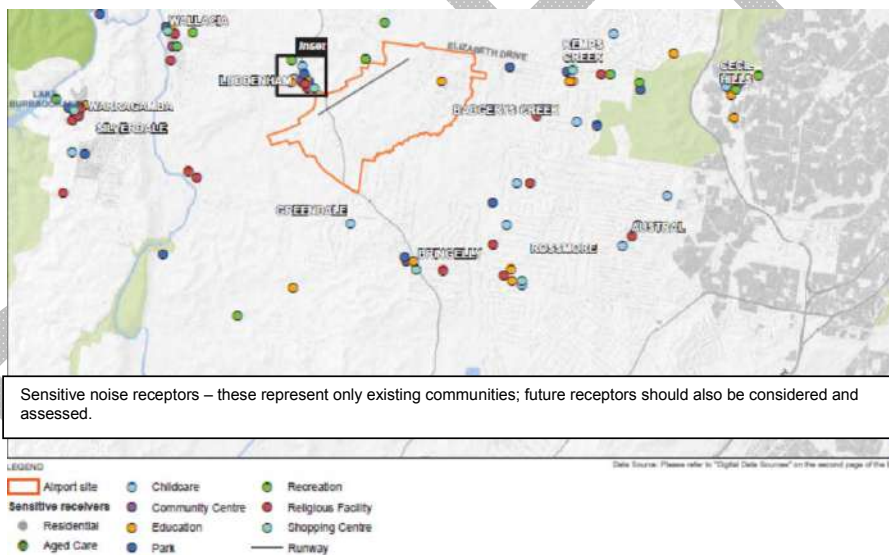 WALLACIA
Inset
ELIZABETH DRIVE
KEMPS
CREEK
LUDDENHAM
CECIL
HILLS
LAKE
WARRAGAMBA
BADGERYS CREEK
SILVERDALE
GREENDALE
AUSTRAL
BRINGELLY
ROSSMORE
Sensitive noise receptors – these represent only existing communities; future receptors should also be considered and
assessed.
LEGEND
Data Source: Please refer to "Digital Data Sources" on the second page of the
Airport site
Childcare
Recreation
Sensitive receivers
Community Centre
Religious Facility
Residential
Education
Shopping Centre
Aged Care
Park
Runway